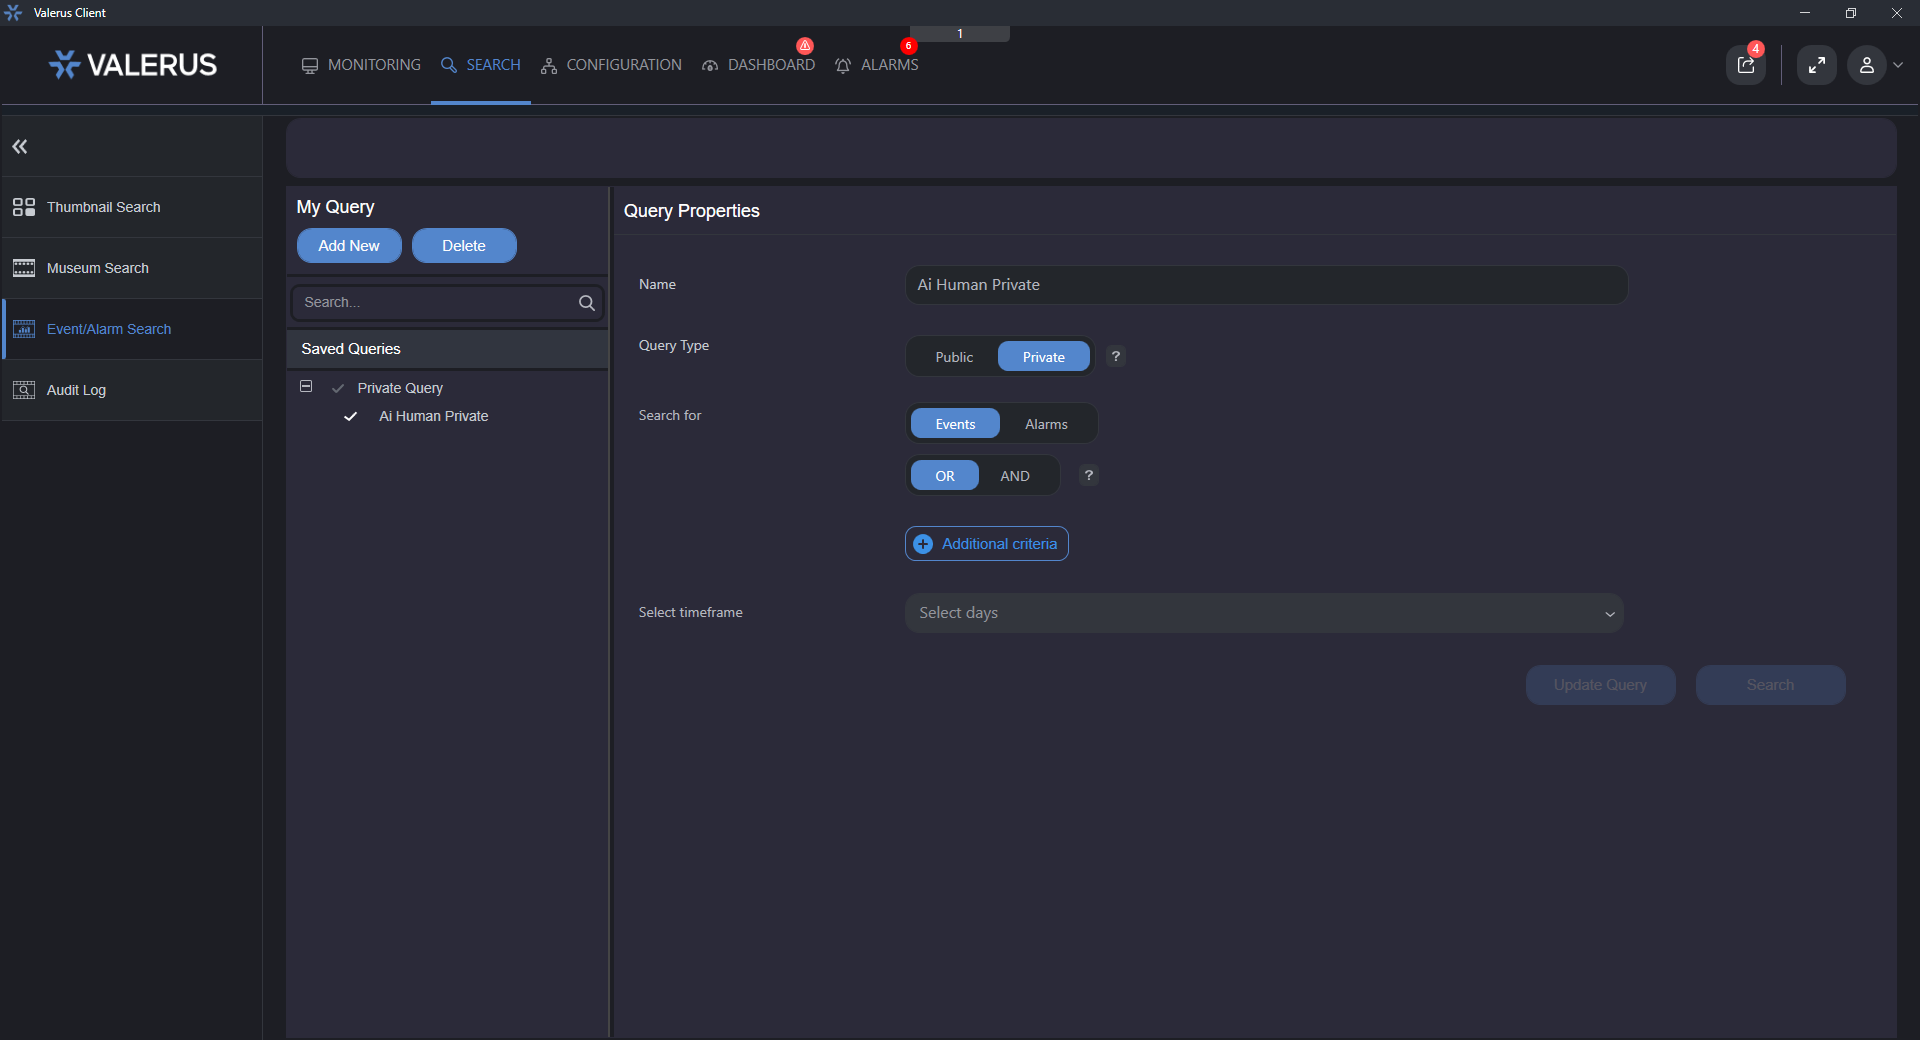 Valerus Client
1
VALERUS
MONITORING
SEARCH
CONFIGURATION
DASHBOARD
6
ALARMS
4
Thumbnail Search
Museum Search
Event/Alarm Search
Audit Log
My Query
Add New
Delete
Search...
Saved Queries
Private Query
Ai Human Private
Query Properties
Name
Ai Human Private
Query Type
Public
Private
?
Search for
Events
Alarms
OR
AND
?
Additional criteria
Select timeframe
Select days
Update Query
Search